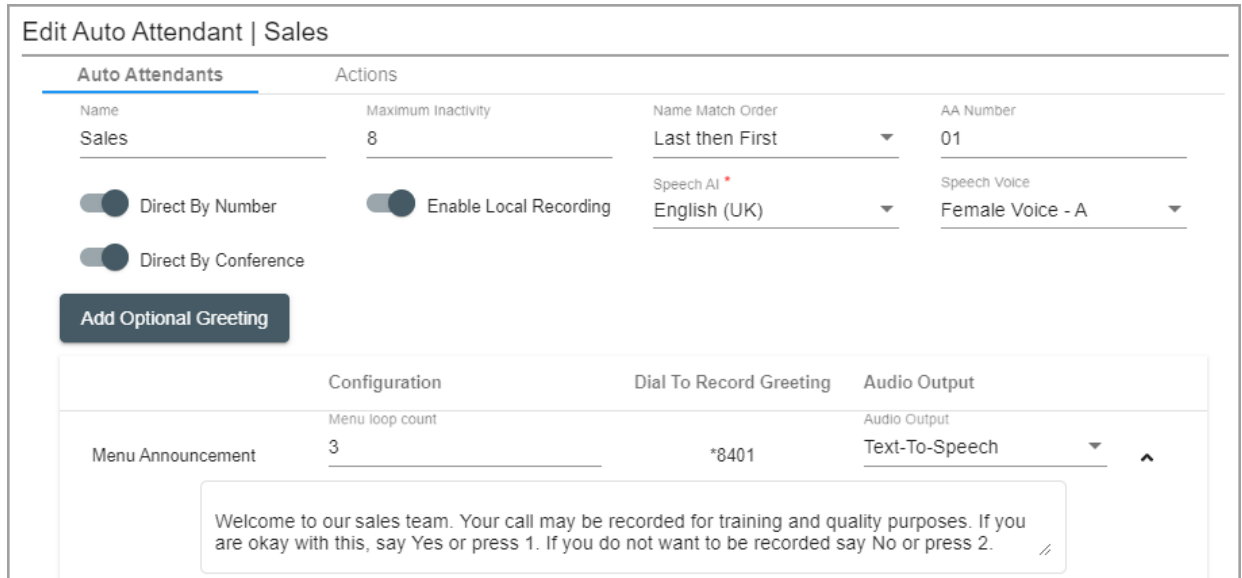 Edit Auto Attendant | Sales
Auto Attendants Actions
Name Maximum Inactivity Name Match Order AA Number
Sales 8 Last then First 01
Speech AI * Speech Voice
Direct By Number Enable Local Recording English (UK) Female Voice - A
Direct By Conference
Add Optional Greeting
Configuration Dial To Record Greeting Audio Output
Menu loop count Audio Output
Menu Announcement 3 *8401 Text-To-Speech
Welcome to our sales team. Your call may be recorded for training and quality purposes. If you
are okay with this, say Yes or press 1. If you do not want to be recorded say No or press 2.